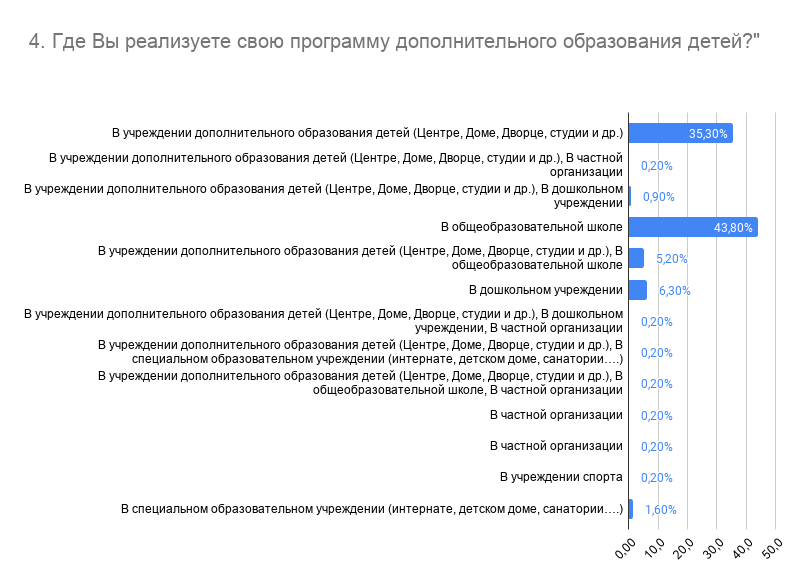 4. Где Вы реализуете свою программу дополнительного образования детей?"
В учреждении дополнительного образования детей (Центре, Доме, Дворце, студии и др.)
35,30%
В учреждении дополнительного образования детей (Центре, Доме, Дворце, студии и др.), В частной
организации
0,20%
В учреждении дополнительного образования детей (Центре, Доме, Дворце, студии и др.), В дошкольном
учреждении
0,90%
В общеобразовательной школе
43,80%
В учреждении дополнительного образования детей (Центре, Доме, Дворце, студии и др.), В
общеобразовательной школе
5,20%
В дошкольном учреждении
6,30%
В учреждении дополнительного образования детей (Центре, Доме, Дворце, студии и др.), В дошкольном
учреждении, В частной организации
0,20%
В учреждении дополнительного образования детей (Центре, Доме, Дворце, студии и др.), В
специальном образовательном учреждении (интернате, детском доме, санатории….)
0,20%
В учреждении дополнительного образования детей (Центре, Доме, Дворце, студии и др.), В
общеобразовательной школе, В частной организации
0,20%
В частной организации
0,20%
В частной организации
0,20%
В учреждении спорта
0,20%
В специальном образовательном учреждении (интернате, детском доме, санатории….)
1,60%
0,00
10,0
20,0
30,0
40,0
50,0